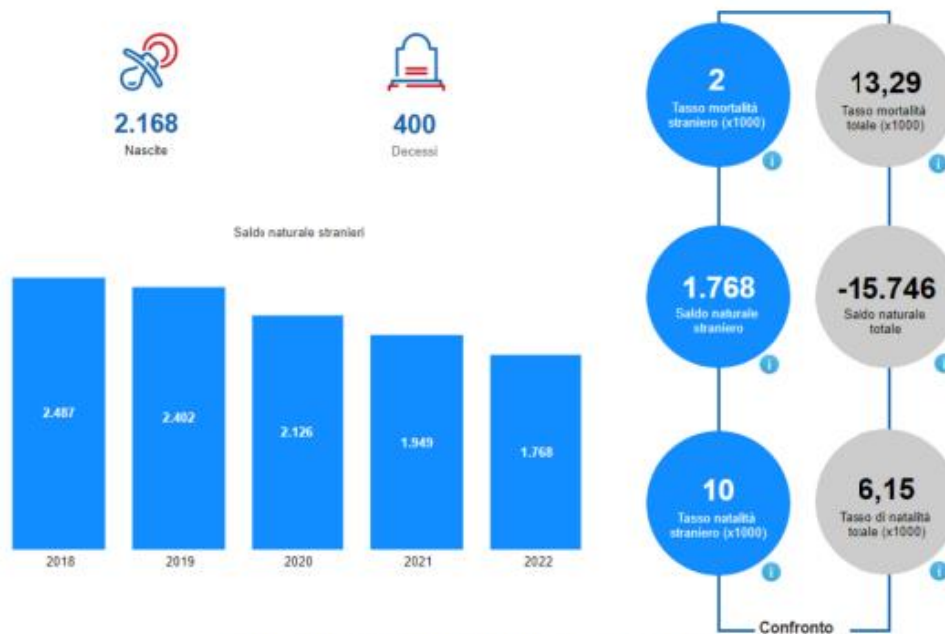 2.168
Nascite
400
Decessi
Saldo naturale stranieri
2.487
2.402
2.126
1.949
1.768
2018
2019
2020
2021
2022
2
Tasso mortalità
straniero (x1000)
i
13,29
Tasso mortalità
totale (x1000)
i
1.768
Saldo naturale
straniero
i
-15.746
Saldo naturale
totale
i
10
Tasso natalità
straniero (x1000)
i
6,15
Tasso di natalità
totale (x1000)
i
Confronto